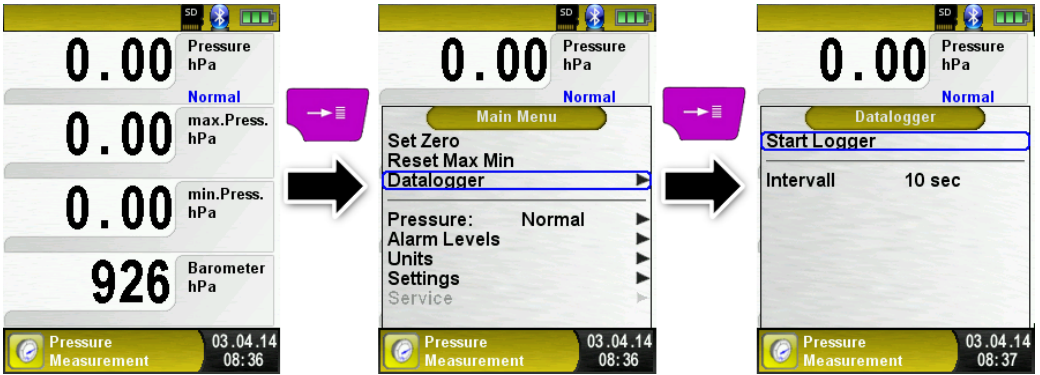 SD
0.00 Pressure
hPa
Normal
0.00 max.Press.
hPa
0.00 min.Press.
hPa
926 Barometer
hPa
Pressure
Measurement
03.04.14
08:36
SD
0.00 Pressure
hPa
Normal
Main Menu
Set Zero
Reset Max Min
Datalogger
Pressure: Normal
Alarm Levels
Units
Settings
Service
Pressure
Measurement
03.04.14
08:36
SD
0.00 Pressure
hPa
Normal
Datalogger
Start Logger
Intervall 10 sec
Pressure
Measurement
03.04.14
08:37